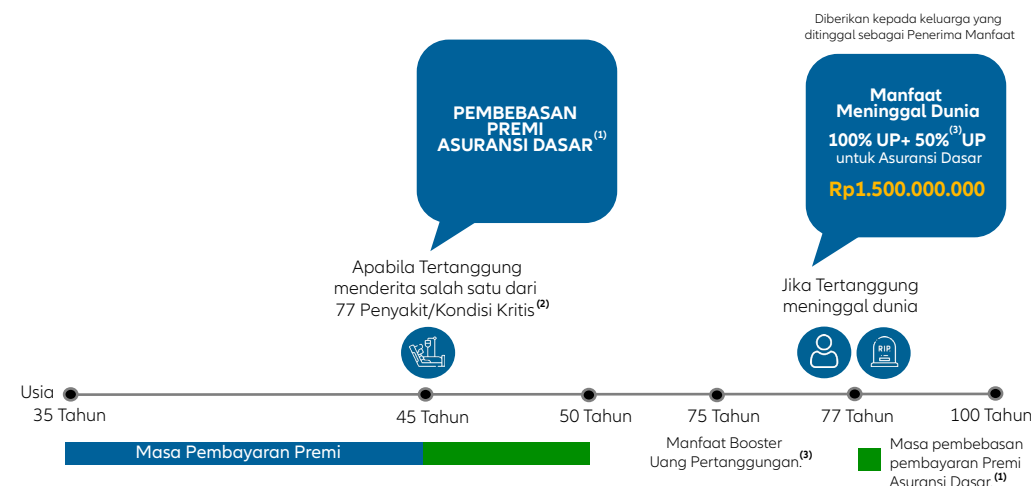 Diberikan kepada keluarga yang
ditinggal sebagai Penerima Manfaat
PEMBEBASAN
PREMI
ASURANSI DASAR(1)
Manfaat
Meninggal Dunia
100% UP+ 50%(3)UP
untuk Asuransi Dasar
Rp1.500.000.000
Apabila Tertanggung
menderita salah satu dari
77 Penyakit/Kondisi Kritis(2)
Jika Tertanggung
meninggal dunia
RIP
Usia
35 Tahun
45 Tahun
50 Tahun
75 Tahun
77 Tahun
100 Tahun
Masa Pembayaran Premi
Manfaat Booster
Uang Pertanggungan.(3)
Masa pembebasan
pembayaran Premi
Asuransi Dasar (1)